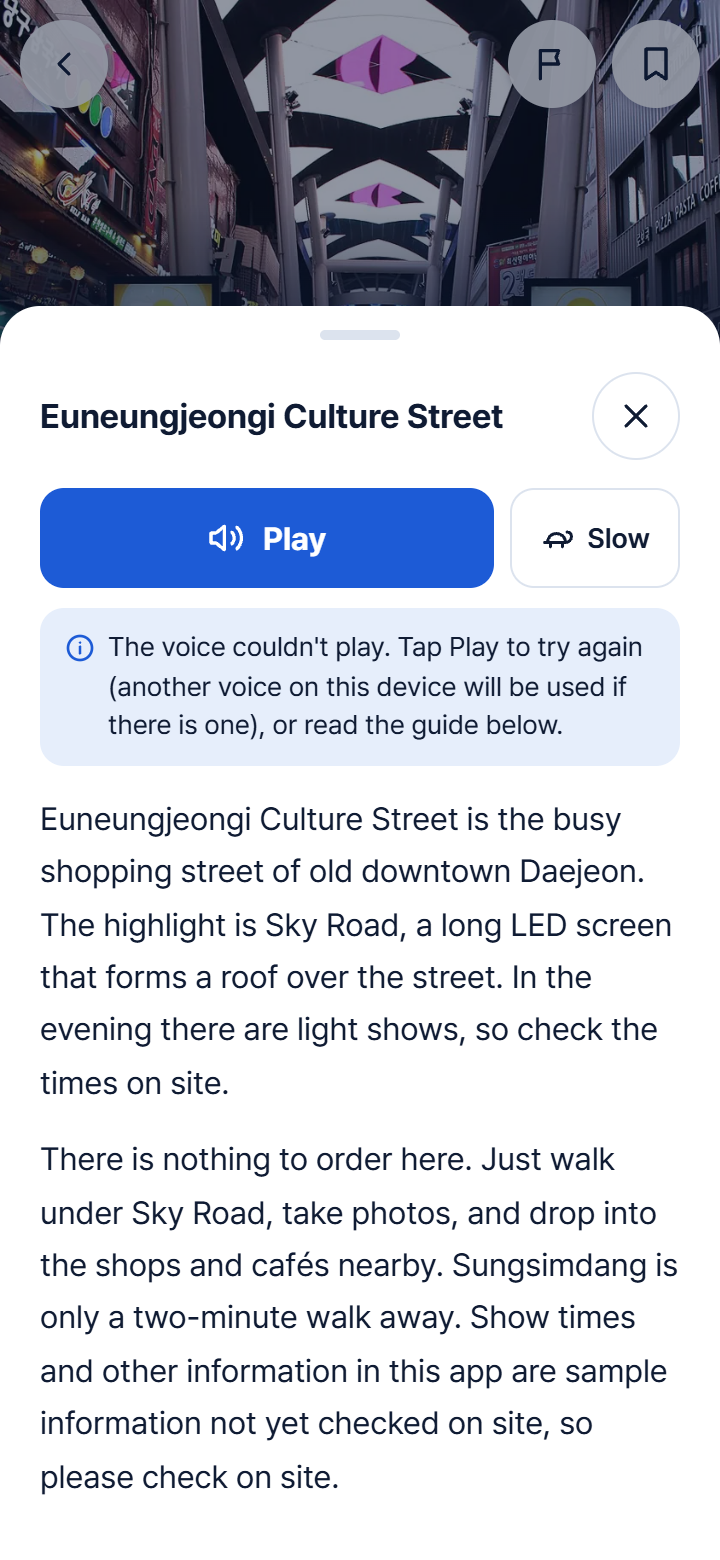 PIZZA PASTA COFF
Euneungjeongi Culture Street
Play
Slow
The voice couldn't play. Tap Play to try again
(another voice on this device will be used if
there is one), or read the guide below.
Euneungjeongi Culture Street is the busy
shopping street of old downtown Daejeon.
The highlight is Sky Road, a long LED screen
that forms a roof over the street. In the
evening there are light shows, so check the
times on site.
There is nothing to order here. Just walk
under Sky Road, take photos, and drop into
the shops and cafés nearby. Sungsimdang is
only a two-minute walk away. Show times
and other information in this app are sample
information not yet checked on site, so
please check on site.